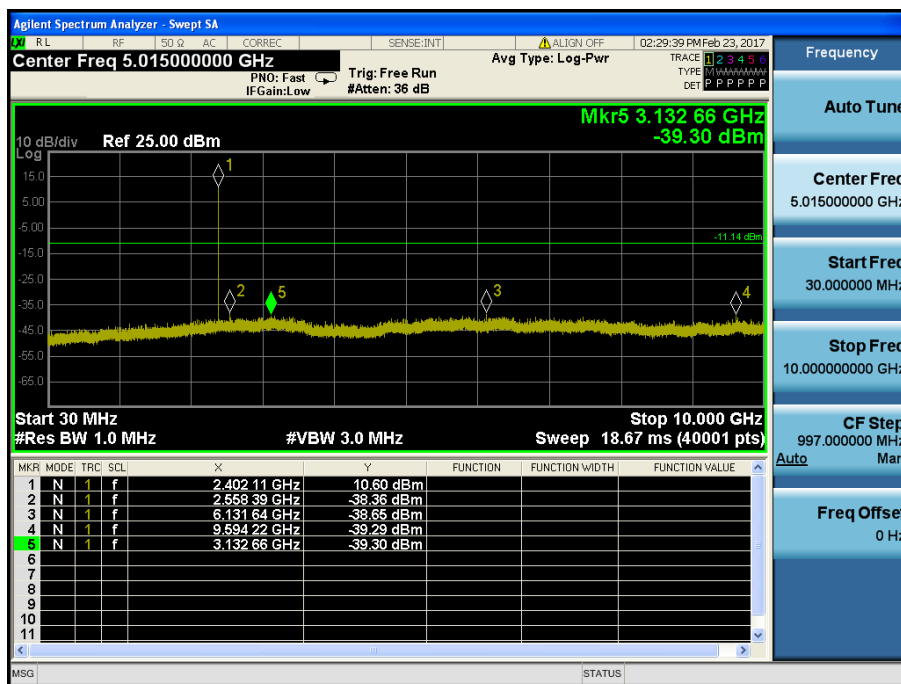 Agilent Spectrum Analyzer - Swept SA
LXI RL RF 50 Ω AC CORREC SENSE:INT ALIGN OFF 02:29:39 PM Feb 23, 2017
Center Freq 5.015000000 GHz
PNO: Fast
IFGain:Low
Trig: Free Run
#Atten: 36 dB
Avg Type: Log-Pwr
TRACE 1 2 3 4 5 6
TYPE M
DET P P P P P P
Mkr5 3.132 66 GHz
-39.30 dBm
10 dB/div Ref 25.00 dBm
Log
15.0
5.00
-5.00
-15.0
-25.0
-35.0
-45.0
-55.0
-65.0
1
2
5
3
4
-11.14 dBm
Start 30 MHz Stop 10.000 GHz
#Res BW 1.0 MHz #VBW 3.0 MHz Sweep 18.67 ms (40001 pts)
MKR MODE TRC SCL X Y FUNCTION FUNCTION WIDTH FUNCTION VALUE
1 N 1 f 2.402 11 GHz 10.60 dBm
2 N 1 f 2.558 39 GHz -38.36 dBm
3 N 1 f 6.131 64 GHz -38.65 dBm
4 N 1 f 9.594 22 GHz -39.29 dBm
5 N 1 f 3.132 66 GHz -39.30 dBm
6
7
8
9
10
11
MSG STATUS
Frequency
Auto Tune
Center Freq
5.015000000 GHz
Start Freq
30.000000 MHz
Stop Freq
10.000000000 GHz
CF Step
997.000000 MHz
Auto Man
Freq Offset
0 Hz